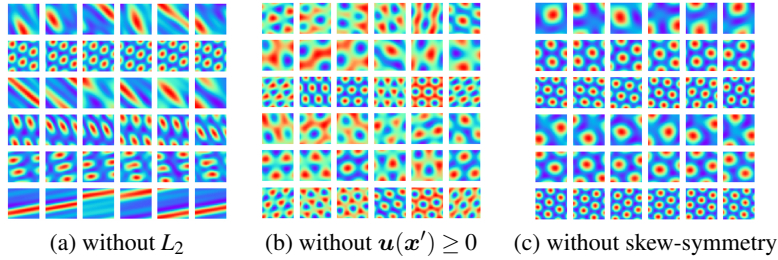 (a) without L₂
(b) without u(x′) ≥ 0
(c) without skew-symmetry